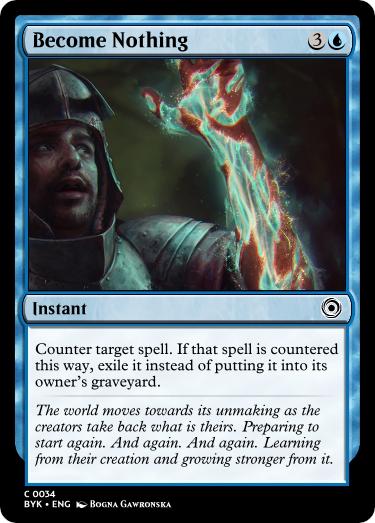 Become Nothing 3
Instant
Counter target spell. If that spell is countered
this way, exile it instead of putting it into its
owner's graveyard.
The world moves towards its unmaking as the
creators take back what is theirs. Preparing to
start again. And again. And again. Learning
from their creation and growing stronger from it.
C 0034
BYK • ENG Bogna Gawronska